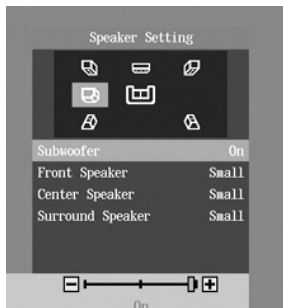 Speaker Setting
Subwoofer On
Front Speaker Small
Center Speaker Small
Surround Speaker Small
On